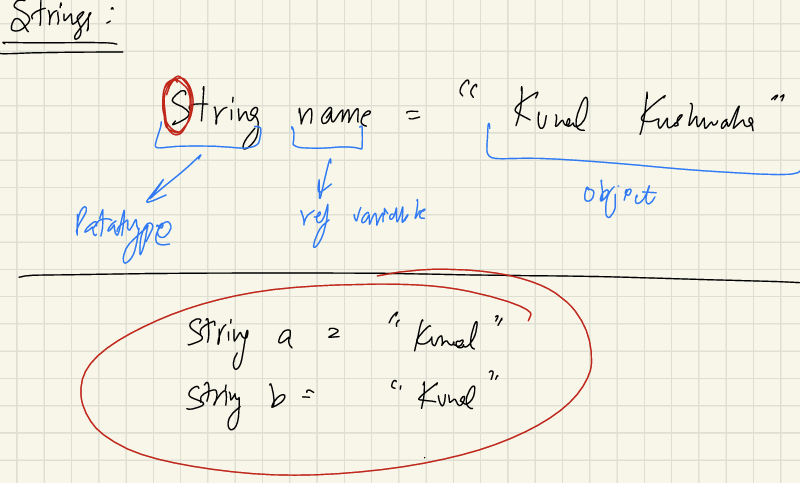 Strings:
String name = "Kunal Kushwaha"
Datatype ref variable object
String a = "Kunal"
String b = "Kunal"